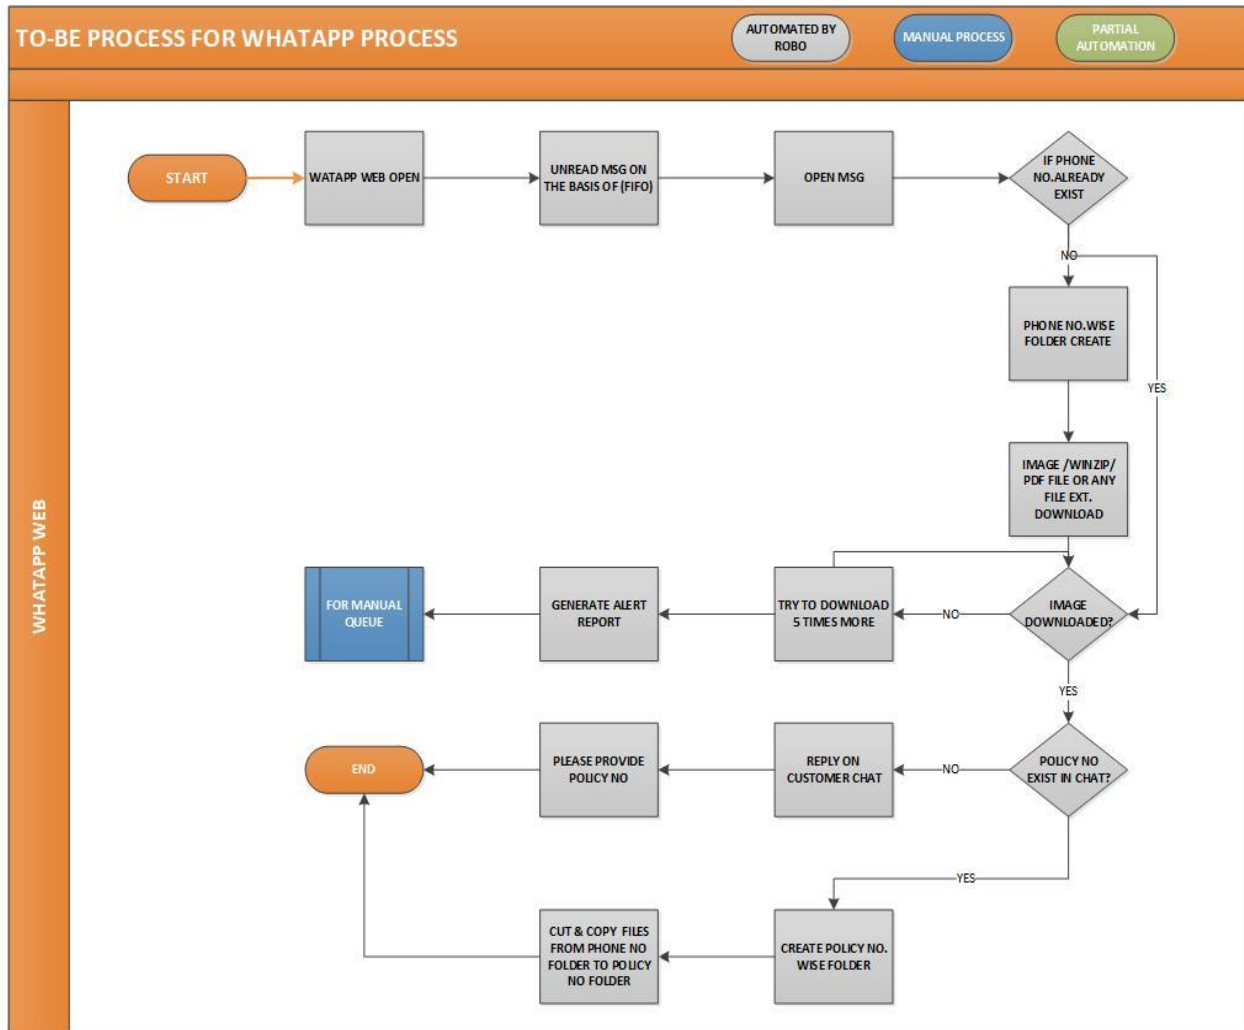 TO-BE PROCESS FOR WHATAPP PROCESS
AUTOMATED BY
ROBO
MANUAL PROCESS
PARTIAL
AUTOMATION
WHATAPP WEB
START
WATAPP WEB OPEN
UNREAD MSG ON
THE BASIS OF (FIFO)
OPEN MSG
IF PHONE
NO.ALREADY
EXIST
NO
YES
PHONE NO.WISE
FOLDER CREATE
IMAGE /WINZIP/
PDF FILE OR ANY
FILE EXT.
DOWNLOAD
IMAGE
DOWNLOADED?
NO
TRY TO DOWNLOAD
5 TIMES MORE
GENERATE ALERT
REPORT
FOR MANUAL
QUEUE
YES
POLICY NO
EXIST IN CHAT?
NO
REPLY ON
CUSTOMER CHAT
PLEASE PROVIDE
POLICY NO
END
YES
CREATE POLICY NO.
WISE FOLDER
CUT & COPY FILES
FROM PHONE NO
FOLDER TO POLICY
NO FOLDER